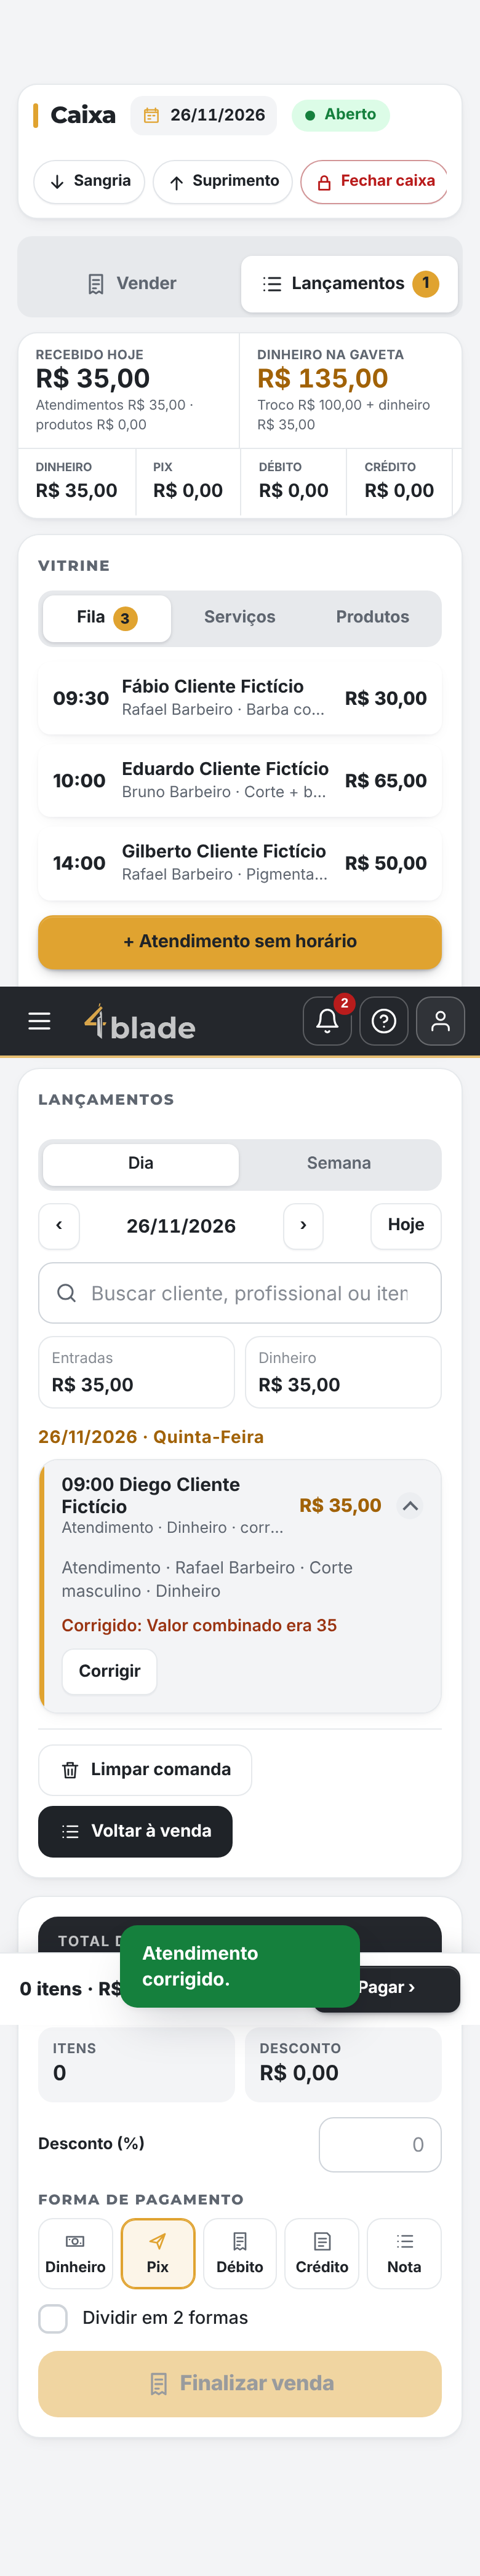 Caixa
26/11/2026
Aberto
Sangria
Suprimento
Fechar caixa
Vender
Lançamentos 1
RECEBIDO HOJE
R$ 35,00
Atendimentos R$ 35,00 ·
produtos R$ 0,00
DINHEIRO NA GAVETA
R$ 135,00
Troco R$ 100,00 + dinheiro
R$ 35,00
DINHEIRO
R$ 35,00
PIX
R$ 0,00
DÉBITO
R$ 0,00
CRÉDITO
R$ 0,00
VITRINE
Fila 3
Serviços
Produtos
09:30
Fábio Cliente Fictício
Rafael Barbeiro · Barba co...
R$ 30,00
10:00
Eduardo Cliente Fictício
Bruno Barbeiro · Corte + b...
R$ 65,00
14:00
Gilberto Cliente Fictício
Rafael Barbeiro · Pigmenta...
R$ 50,00
+ Atendimento sem horário
4blade
2
LANÇAMENTOS
Dia
Semana
‹
26/11/2026
›
Hoje
Buscar cliente, profissional ou iten
Entradas
R$ 35,00
Dinheiro
R$ 35,00
26/11/2026 · Quinta-Feira
09:00 Diego Cliente
Fictício
Atendimento · Dinheiro · corr...
R$ 35,00
Atendimento · Rafael Barbeiro · Corte
masculino · Dinheiro
Corrigido: Valor combinado era 35
Corrigir
Limpar comanda
Voltar à venda
TOTAL D
Atendimento
corrigido.
0 itens · R$
Pagar ›
ITENS
0
DESCONTO
R$ 0,00
Desconto (%)
0
FORMA DE PAGAMENTO
Dinheiro
Pix
Débito
Crédito
Nota
Dividir em 2 formas
Finalizar venda